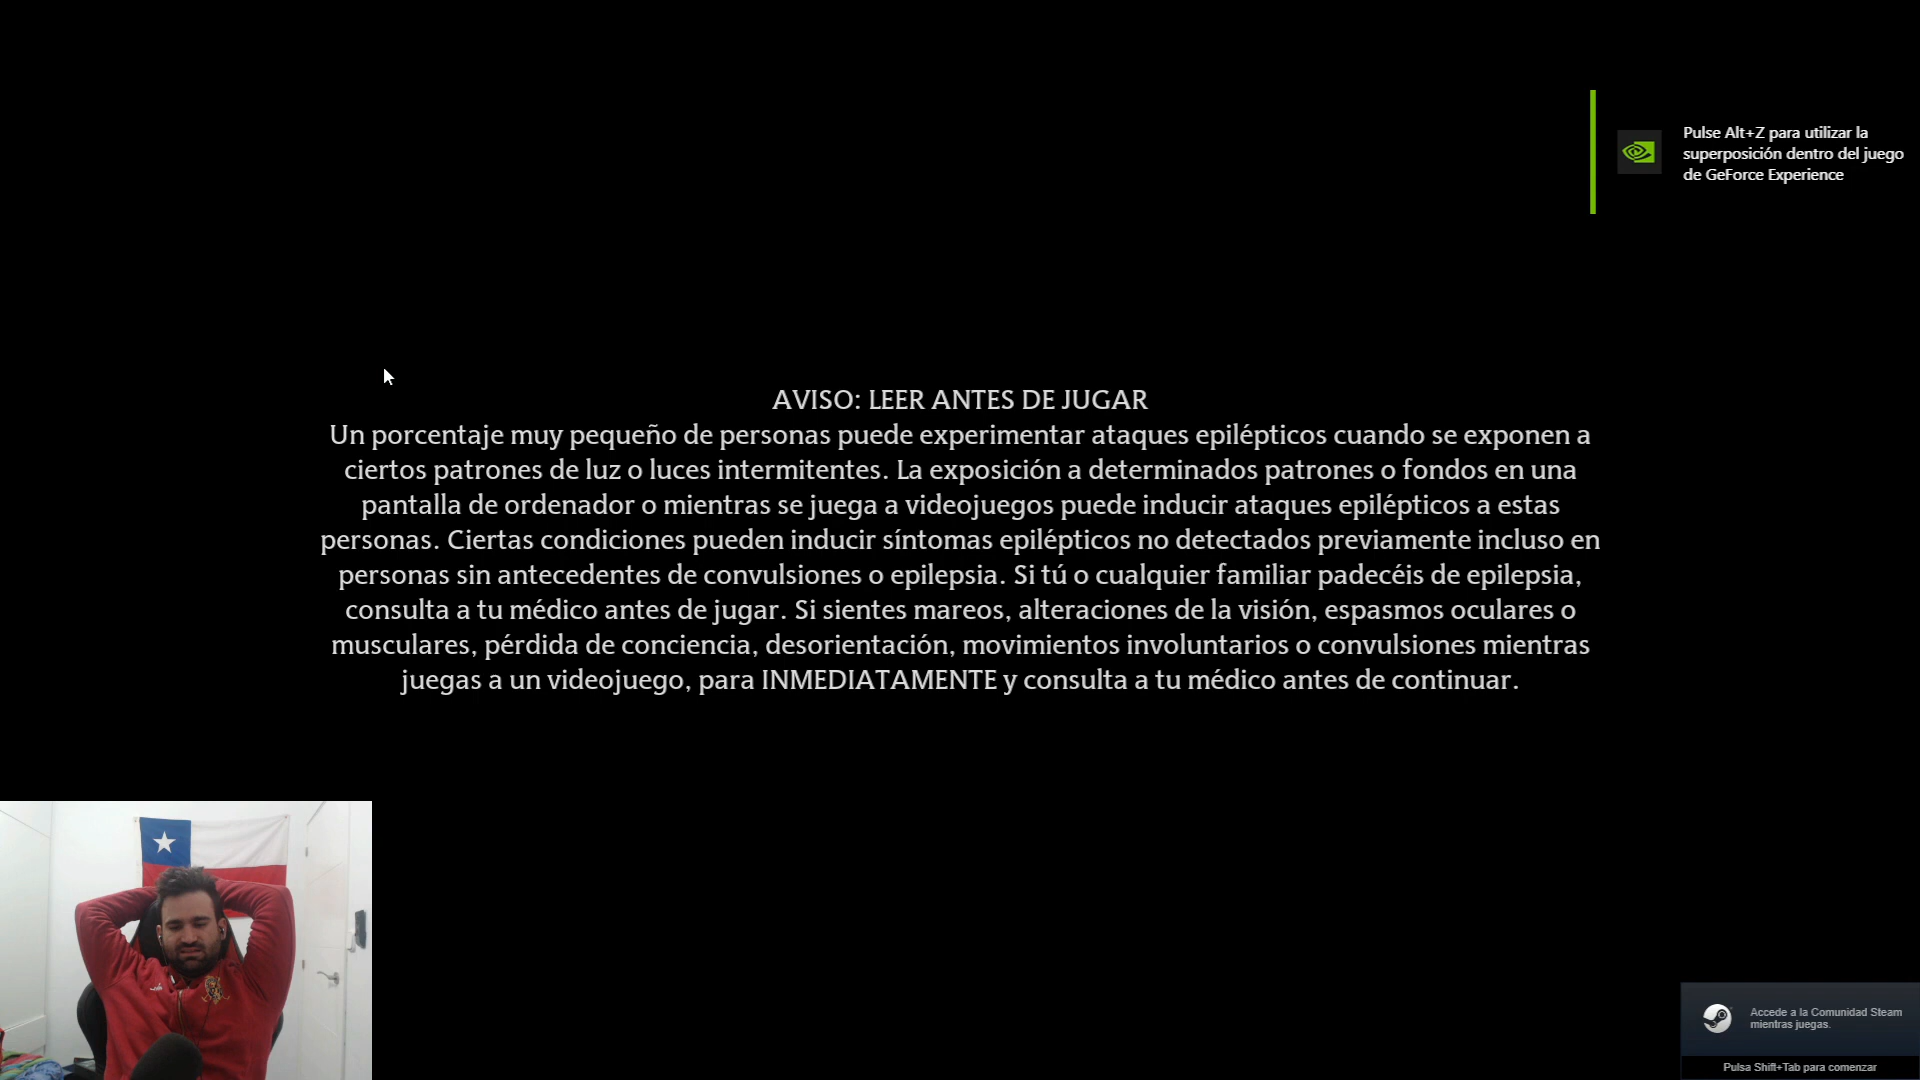 Pulse Alt+Z para utilizar la
superposición dentro del juego
de GeForce Experience
AVISO: LEER ANTES DE JUGAR
Un porcentaje muy pequeño de personas puede experimentar ataques epilépticos cuando se exponen a
ciertos patrones de luz o luces intermitentes. La exposición a determinados patrones o fondos en una
pantalla de ordenador o mientras se juega a videojuegos puede inducir ataques epilépticos a estas
personas. Ciertas condiciones pueden inducir síntomas epilépticos no detectados previamente incluso en
personas sin antecedentes de convulsiones o epilepsia. Si tú o cualquier familiar padecéis de epilepsia,
consulta a tu médico antes de jugar. Si sientes mareos, alteraciones de la visión, espasmos oculares o
musculares, pérdida de conciencia, desorientación, movimientos involuntarios o convulsiones mientras
juegas a un videojuego, para INMEDIATAMENTE y consulta a tu médico antes de continuar.
Accede a la Comunidad Steam
mientras juegas.
Pulsa Shift+Tab para comenzar